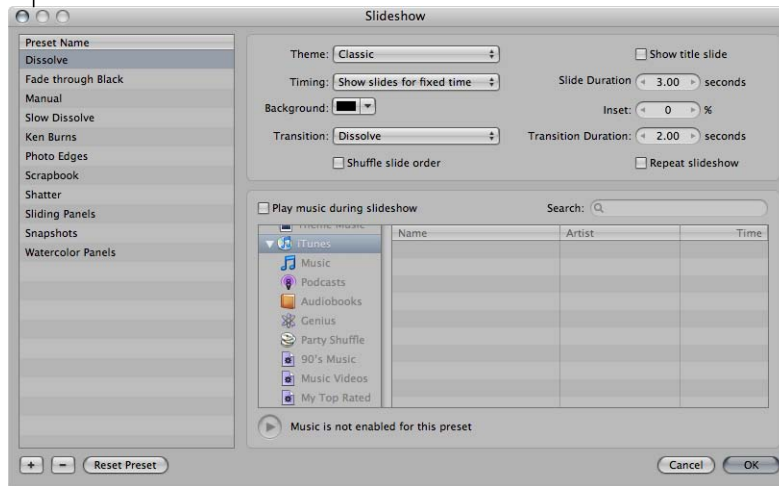 Slideshow
Preset Name
Dissolve
Fade through Black
Manual
Slow Dissolve
Ken Burns
Photo Edges
Scrapbook
Shatter
Sliding Panels
Snapshots
Watercolor Panels
Theme: Classic
Show title slide
Timing: Show slides for fixed time
Slide Duration 3.00 seconds
Background:
Inset: 0 %
Transition: Dissolve
Transition Duration: 2.00 seconds
Shuffle slide order
Repeat slideshow
Play music during slideshow
Search:
Theme Music
iTunes
Music
Podcasts
Audiobooks
Genius
Party Shuffle
90's Music
Music Videos
My Top Rated
Name Artist Time
Music is not enabled for this preset
+ - Reset Preset
Cancel OK